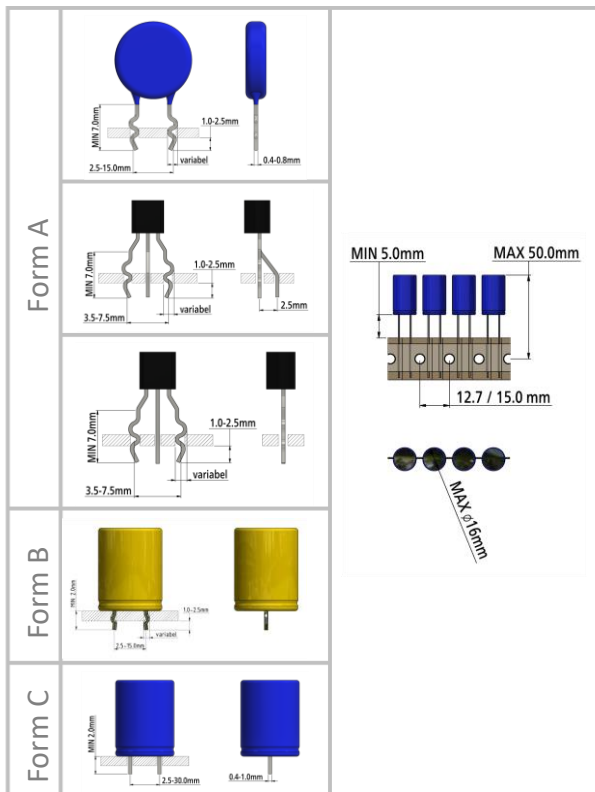 Form A
MIN 7.0mm
1.0-2.5mm
variabel
2.5-15.0mm
0.4-0.8mm
MIN 7.0mm
1.0-2.5mm
3.5-7.5mm
variabel
2.5mm
MIN 7.0mm
1.0-2.5mm
variabel
3.5-7.5mm
Form B
MIN 2.0mm
1.0-2.5mm
variabel
2.5-15.0mm
Form C
MIN 2.0mm
2.5-30.0mm
0.4-1.0mm
MIN 5.0mm
MAX 50.0mm
12.7 / 15.0 mm
MAX ø16mm